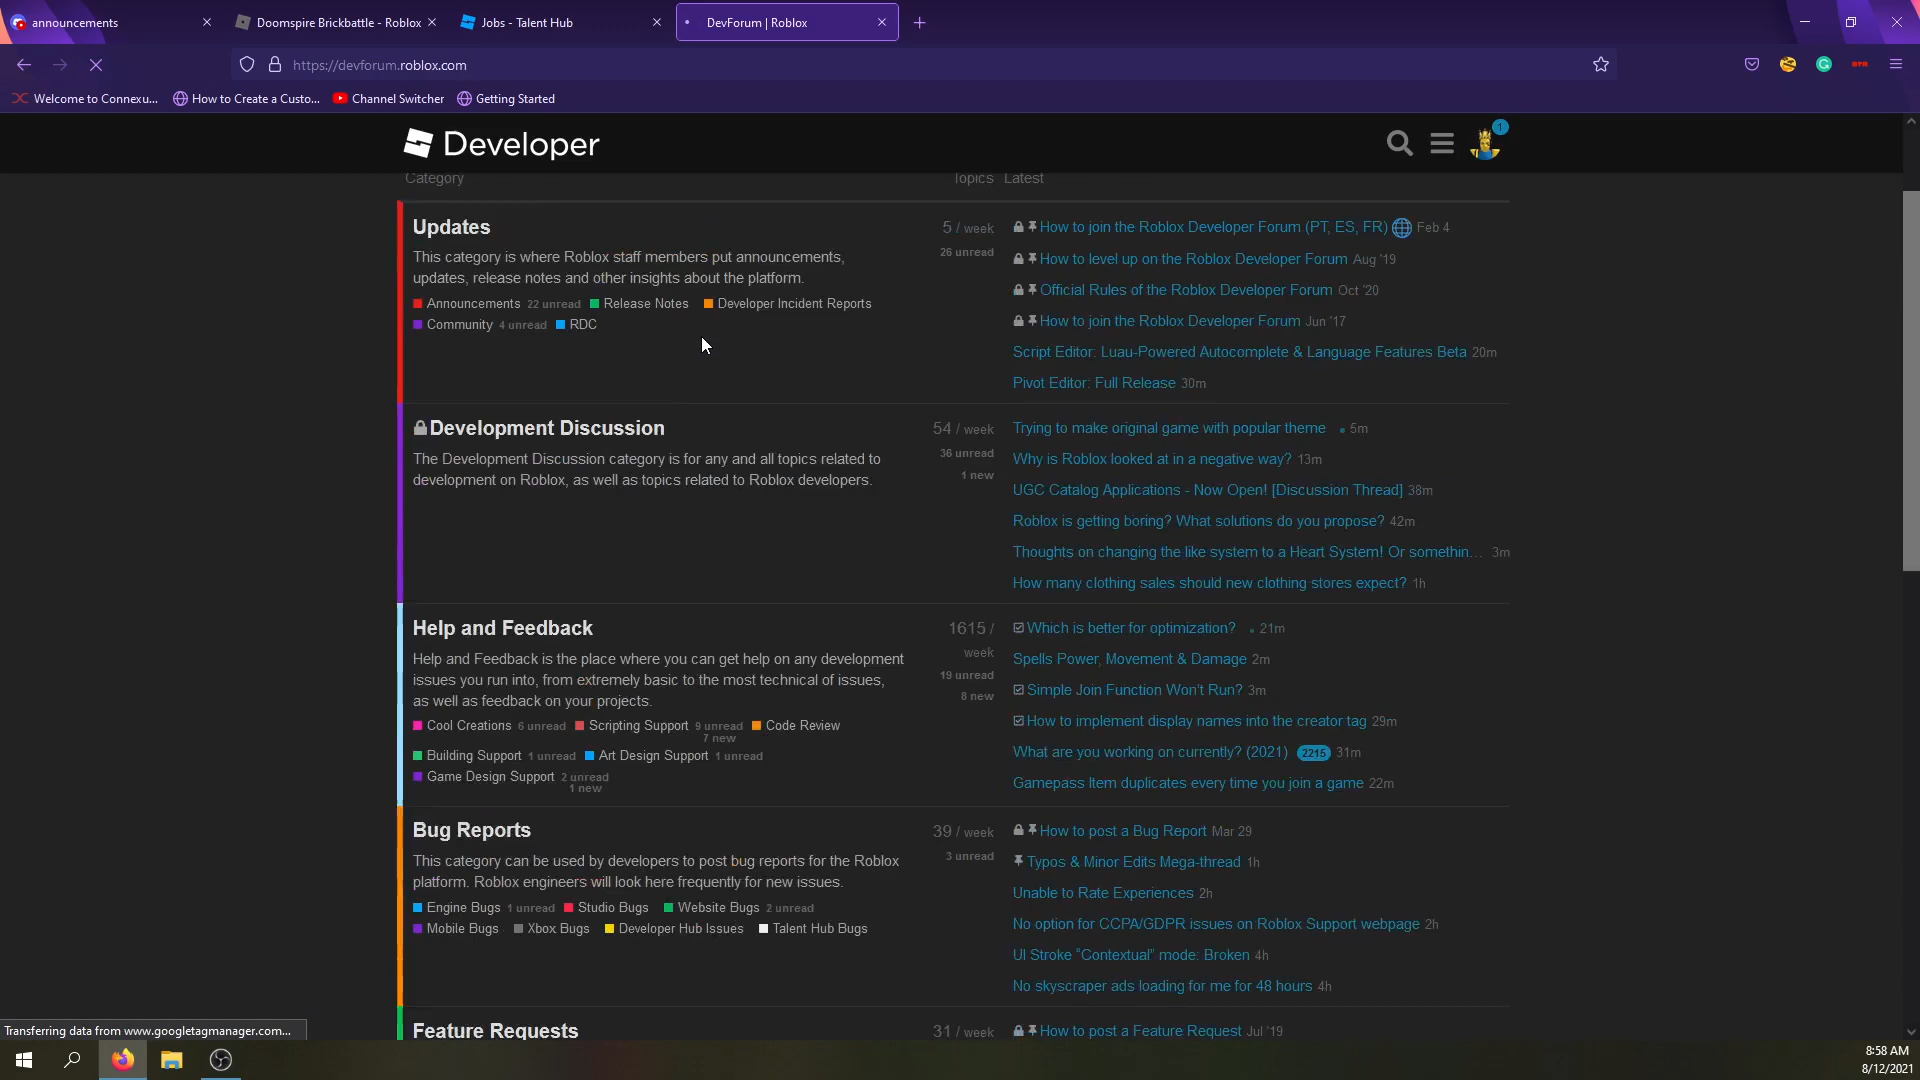 announcements
Doomspire Brickbattle - Roblox
Jobs - Talent Hub
DevForum | Roblox
https://devforum.roblox.com
Welcome to Connexu...
How to Create a Custo...
Channel Switcher
Getting Started
Developer
1
Category Topics Latest
Updates
This category is where Roblox staff members put announcements,
updates, release notes and other insights about the platform.
Announcements 22 unread Release Notes Developer Incident Reports
Community 4 unread RDC
5 / week
26 unread
How to join the Roblox Developer Forum (PT, ES, FR) Feb 4
How to level up on the Roblox Developer Forum Aug '19
Official Rules of the Roblox Developer Forum Oct '20
How to join the Roblox Developer Forum Jun '17
Script Editor: Luau-Powered Autocomplete & Language Features Beta 20m
Pivot Editor: Full Release 30m
Development Discussion
The Development Discussion category is for any and all topics related to
development on Roblox, as well as topics related to Roblox developers.
54 / week
36 unread
1 new
Trying to make original game with popular theme 5m
Why is Roblox looked at in a negative way? 13m
UGC Catalog Applications - Now Open! [Discussion Thread] 38m
Roblox is getting boring? What solutions do you propose? 42m
Thoughts on changing the like system to a Heart System! Or somethin... 3m
How many clothing sales should new clothing stores expect? 1h
Help and Feedback
Help and Feedback is the place where you can get help on any development
issues you run into, from extremely basic to the most technical of issues,
as well as feedback on your projects.
Cool Creations 6 unread Scripting Support 9 unread Code Review
7 new
Building Support 1 unread Art Design Support 1 unread
Game Design Support 2 unread
1 new
1615 /
week
19 unread
8 new
Which is better for optimization? 21m
Spells Power, Movement & Damage 2m
Simple Join Function Won't Run? 3m
How to implement display names into the creator tag 29m
What are you working on currently? (2021) 2215 31m
Gamepass Item duplicates every time you join a game 22m
Bug Reports
This category can be used by developers to post bug reports for the Roblox
platform. Roblox engineers will look here frequently for new issues.
Engine Bugs 1 unread Studio Bugs Website Bugs 2 unread
Mobile Bugs Xbox Bugs Developer Hub Issues Talent Hub Bugs
39 / week
3 unread
How to post a Bug Report Mar 29
Typos & Minor Edits Mega-thread 1h
Unable to Rate Experiences 2h
No option for CCPA/GDPR issues on Roblox Support webpage 2h
UI Stroke "Contextual" mode: Broken 4h
No skyscraper ads loading for me for 48 hours 4h
Feature Requests
31 / week
How to post a Feature Request Jul '19
Transferring data from www.googletagmanager.com...
8:58 AM
8/12/2021